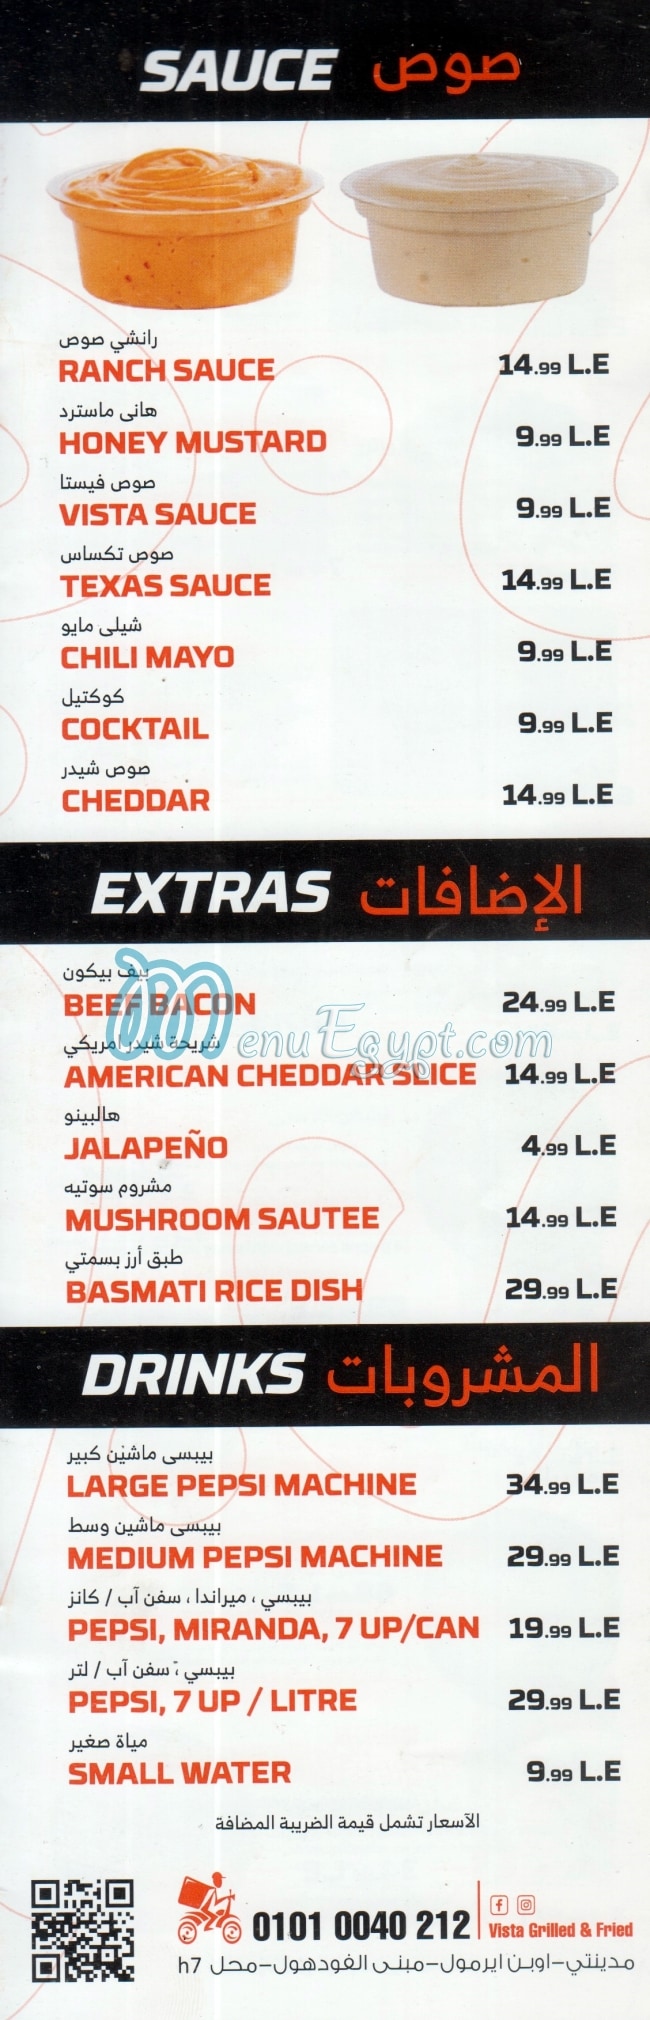 SAUCE صوص
رانشي صوص
RANCH SAUCE 14.99 L.E
هانى ماسترد
HONEY MUSTARD 9.99 L.E
صوص فيستا
VISTA SAUCE 9.99 L.E
صوص تكساس
TEXAS SAUCE 14.99 L.E
شيلى مايو
CHILI MAYO 9.99 L.E
كوكتيل
COCKTAIL 9.99 L.E
صوص شيدر
CHEDDAR 14.99 L.E
EXTRAS الإضافات
بيف بيكون
BEEF BACON 24.99 L.E
MenuEgypt.com
شريحة شيدر امريكي
AMERICAN CHEDDAR SLICE 14.99 L.E
هالبينو
JALAPEÑO 4.99 L.E
مشروم سوتيه
MUSHROOM SAUTEE 14.99 L.E
طبق أرز بسمتي
BASMATI RICE DISH 29.99 L.E
DRINKS المشروبات
بيبسى ماشين كبير
LARGE PEPSI MACHINE 34.99 L.E
بيبسى ماشين وسط
MEDIUM PEPSI MACHINE 29.99 L.E
بيبسي ، ميراندا ، سفن آب / كانز
PEPSI, MIRANDA, 7 UP/CAN 19.99 L.E
بيبسي ، سفن آب / لتر
PEPSI, 7 UP / LITRE 29.99 L.E
مياة صغير
SMALL WATER 9.99 L.E
الآسعار تشمل قيمة الضريبة المضافة
0101 0040 212 Vista Grilled & Fried
مدينتي-اوبن ايرمول-مبنى الفودهول-محل h7